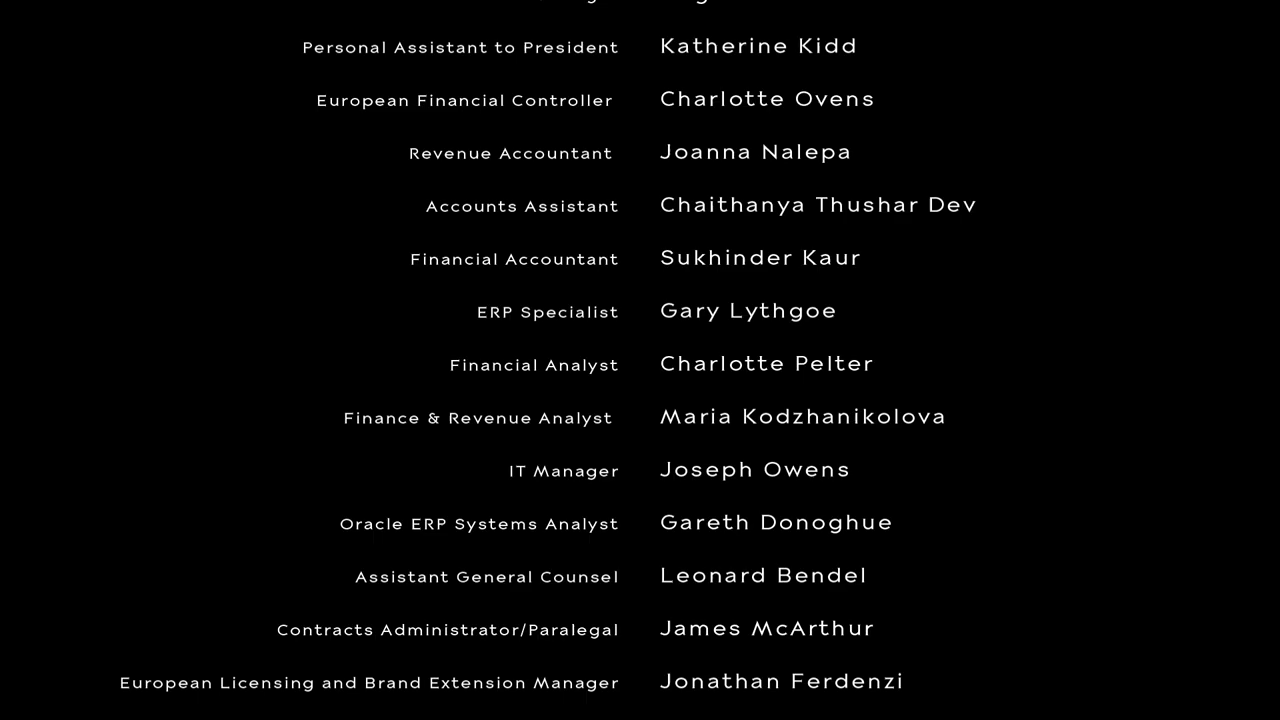 Personal Assistant to President Katherine Kidd
European Financial Controller Charlotte Ovens
Revenue Accountant Joanna Nalepa
Accounts Assistant Chaithanya Thushar Dev
Financial Accountant Sukhinder Kaur
ERP Specialist Gary Lythgoe
Financial Analyst Charlotte Pelter
Finance & Revenue Analyst Maria Kodzhanikolova
IT Manager Joseph Owens
Oracle ERP Systems Analyst Gareth Donoghue
Assistant General Counsel Leonard Bendel
Contracts Administrator/Paralegal James McArthur
European Licensing and Brand Extension Manager Jonathan Ferdenzi